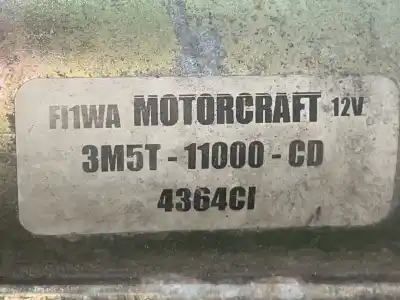 FI1WA MOTORCRAFT 12V
3M5T - 11000 - CD
4364CI